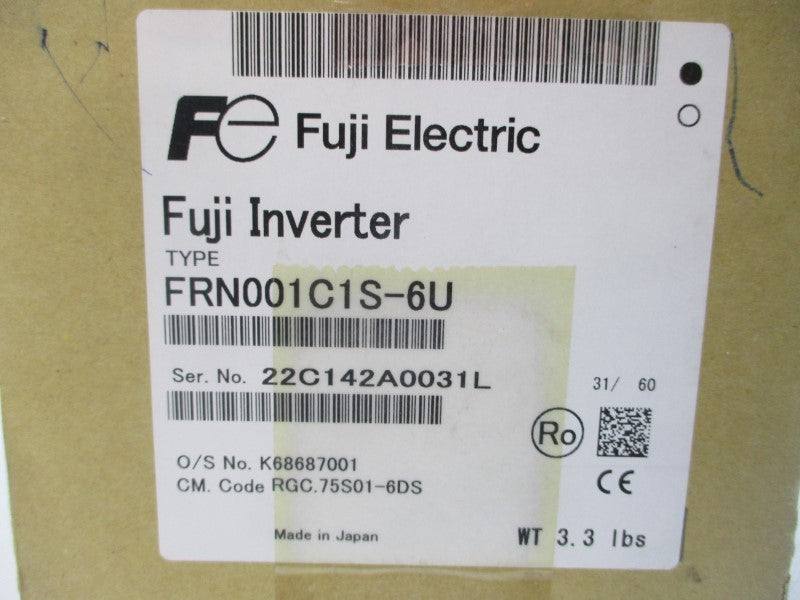 Fe Fuji Electric
Fuji Inverter
TYPE
FRN001C1S-6U
Ser. No. 22C142A0031L
31/ 60
Ro
O/S No. K68687001
CM. Code RGC.75S01-6DS
CE
Made in Japan
WT 3.3 lbs